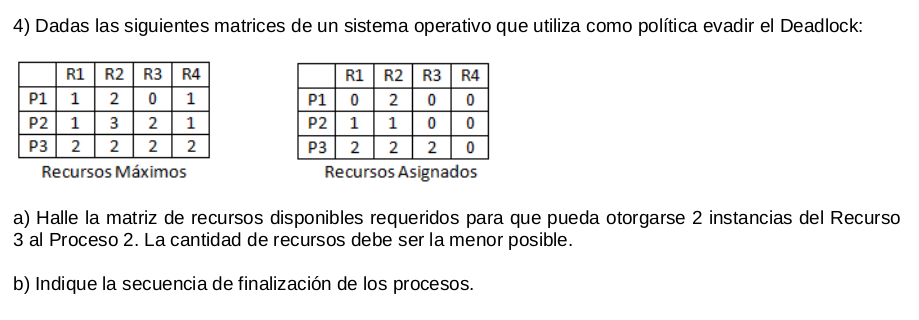 4) Dadas las siguientes matrices de un sistema operativo que utiliza como política evadir el Deadlock:
R1 R2 R3 R4
P1 1 2 0 1
P2 1 3 2 1
P3 2 2 2 2
Recursos Máximos
R1 R2 R3 R4
P1 0 2 0 0
P2 1 1 0 0
P3 2 2 2 0
Recursos Asignados
a) Halle la matriz de recursos disponibles requeridos para que pueda otorgarse 2 instancias del Recurso
3 al Proceso 2. La cantidad de recursos debe ser la menor posible.
b) Indique la secuencia de finalización de los procesos.